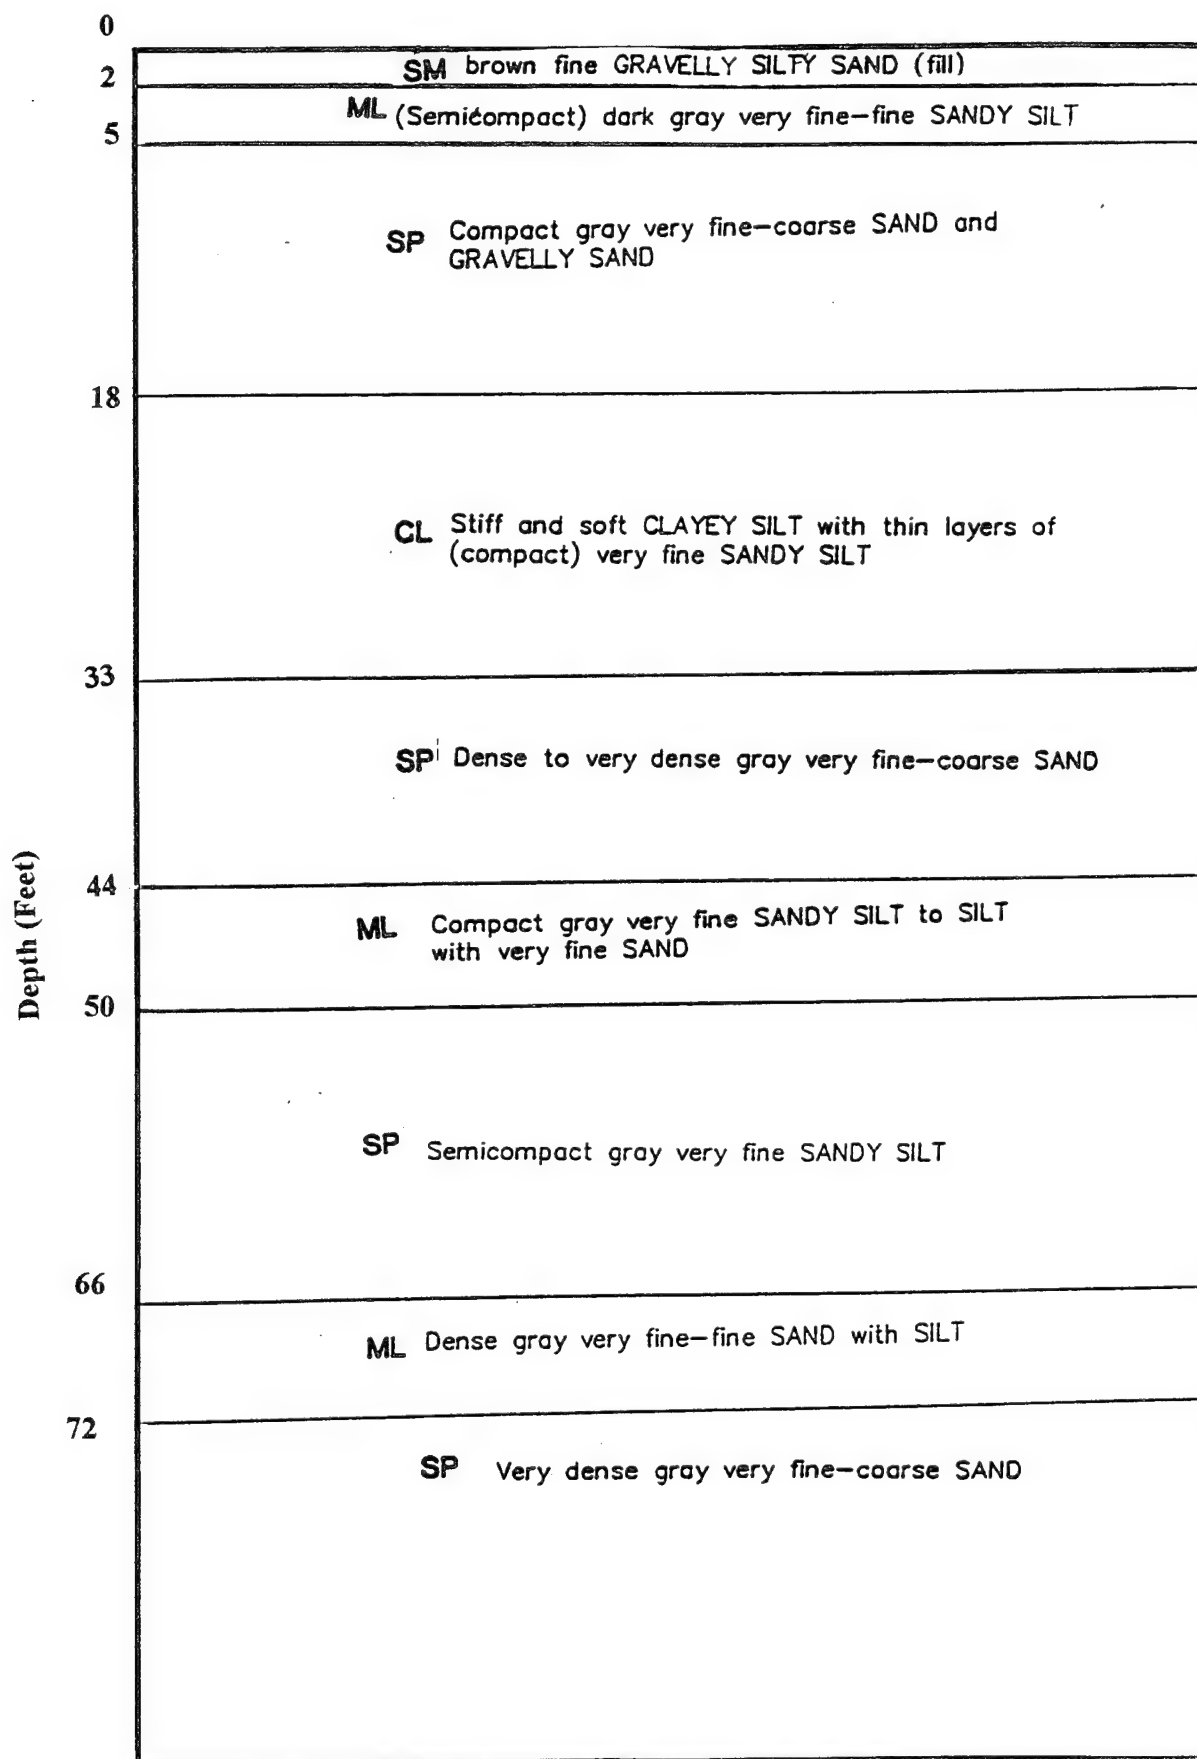 0
SM brown fine GRAVELLY SILTY SAND (fill)
2
ML (Semicompact) dark gray very fine-fine SANDY SILT
5
SP Compact gray very fine-coarse SAND and
GRAVELLY SAND
18
CL Stiff and soft CLAYEY SILT with thin layers of
(compact) very fine SANDY SILT
33
SP Dense to very dense gray very fine-coarse SAND
Depth (Feet)
44
ML Compact gray very fine SANDY SILT to SILT
with very fine SAND
50
SP Semicompact gray very fine SANDY SILT
66
ML Dense gray very fine-fine SAND with SILT
72
SP Very dense gray very fine-coarse SAND